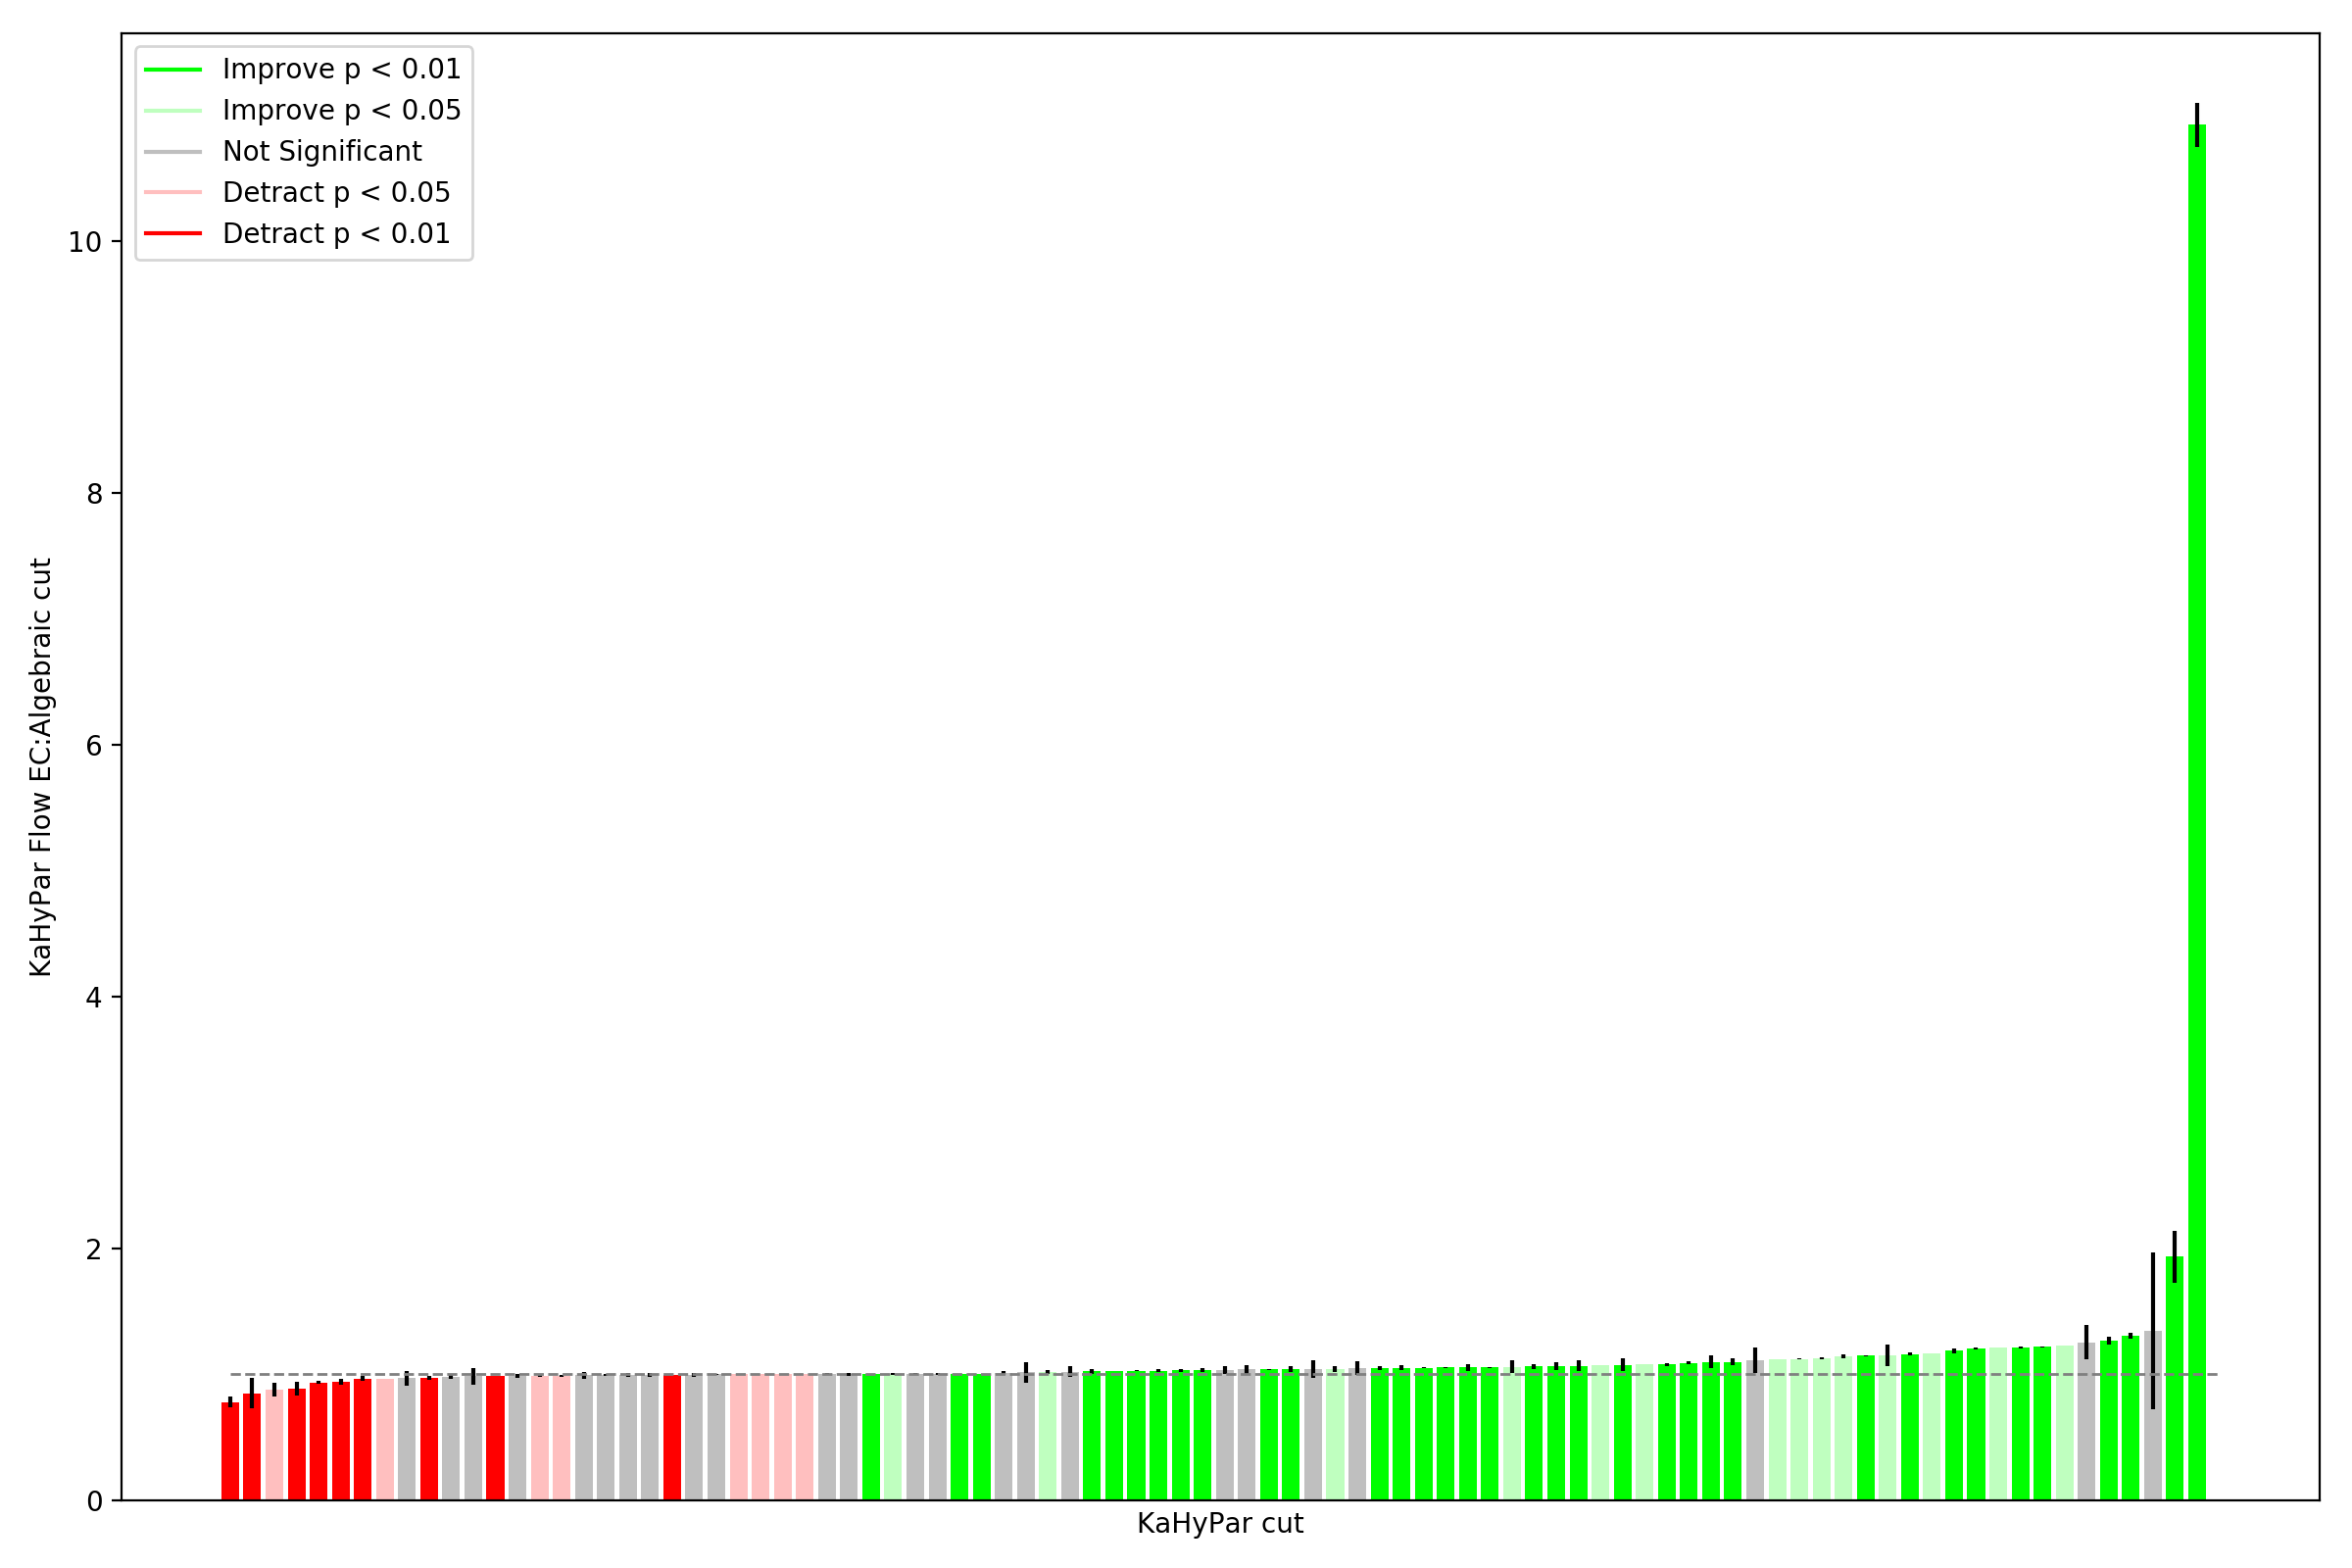 Improve p < 0.01
Improve p < 0.05
Not Significant
Detract p < 0.05
Detract p < 0.01
10
8
6
4
2
0
KaHyPar Flow EC:Algebraic cut
KaHyPar cut